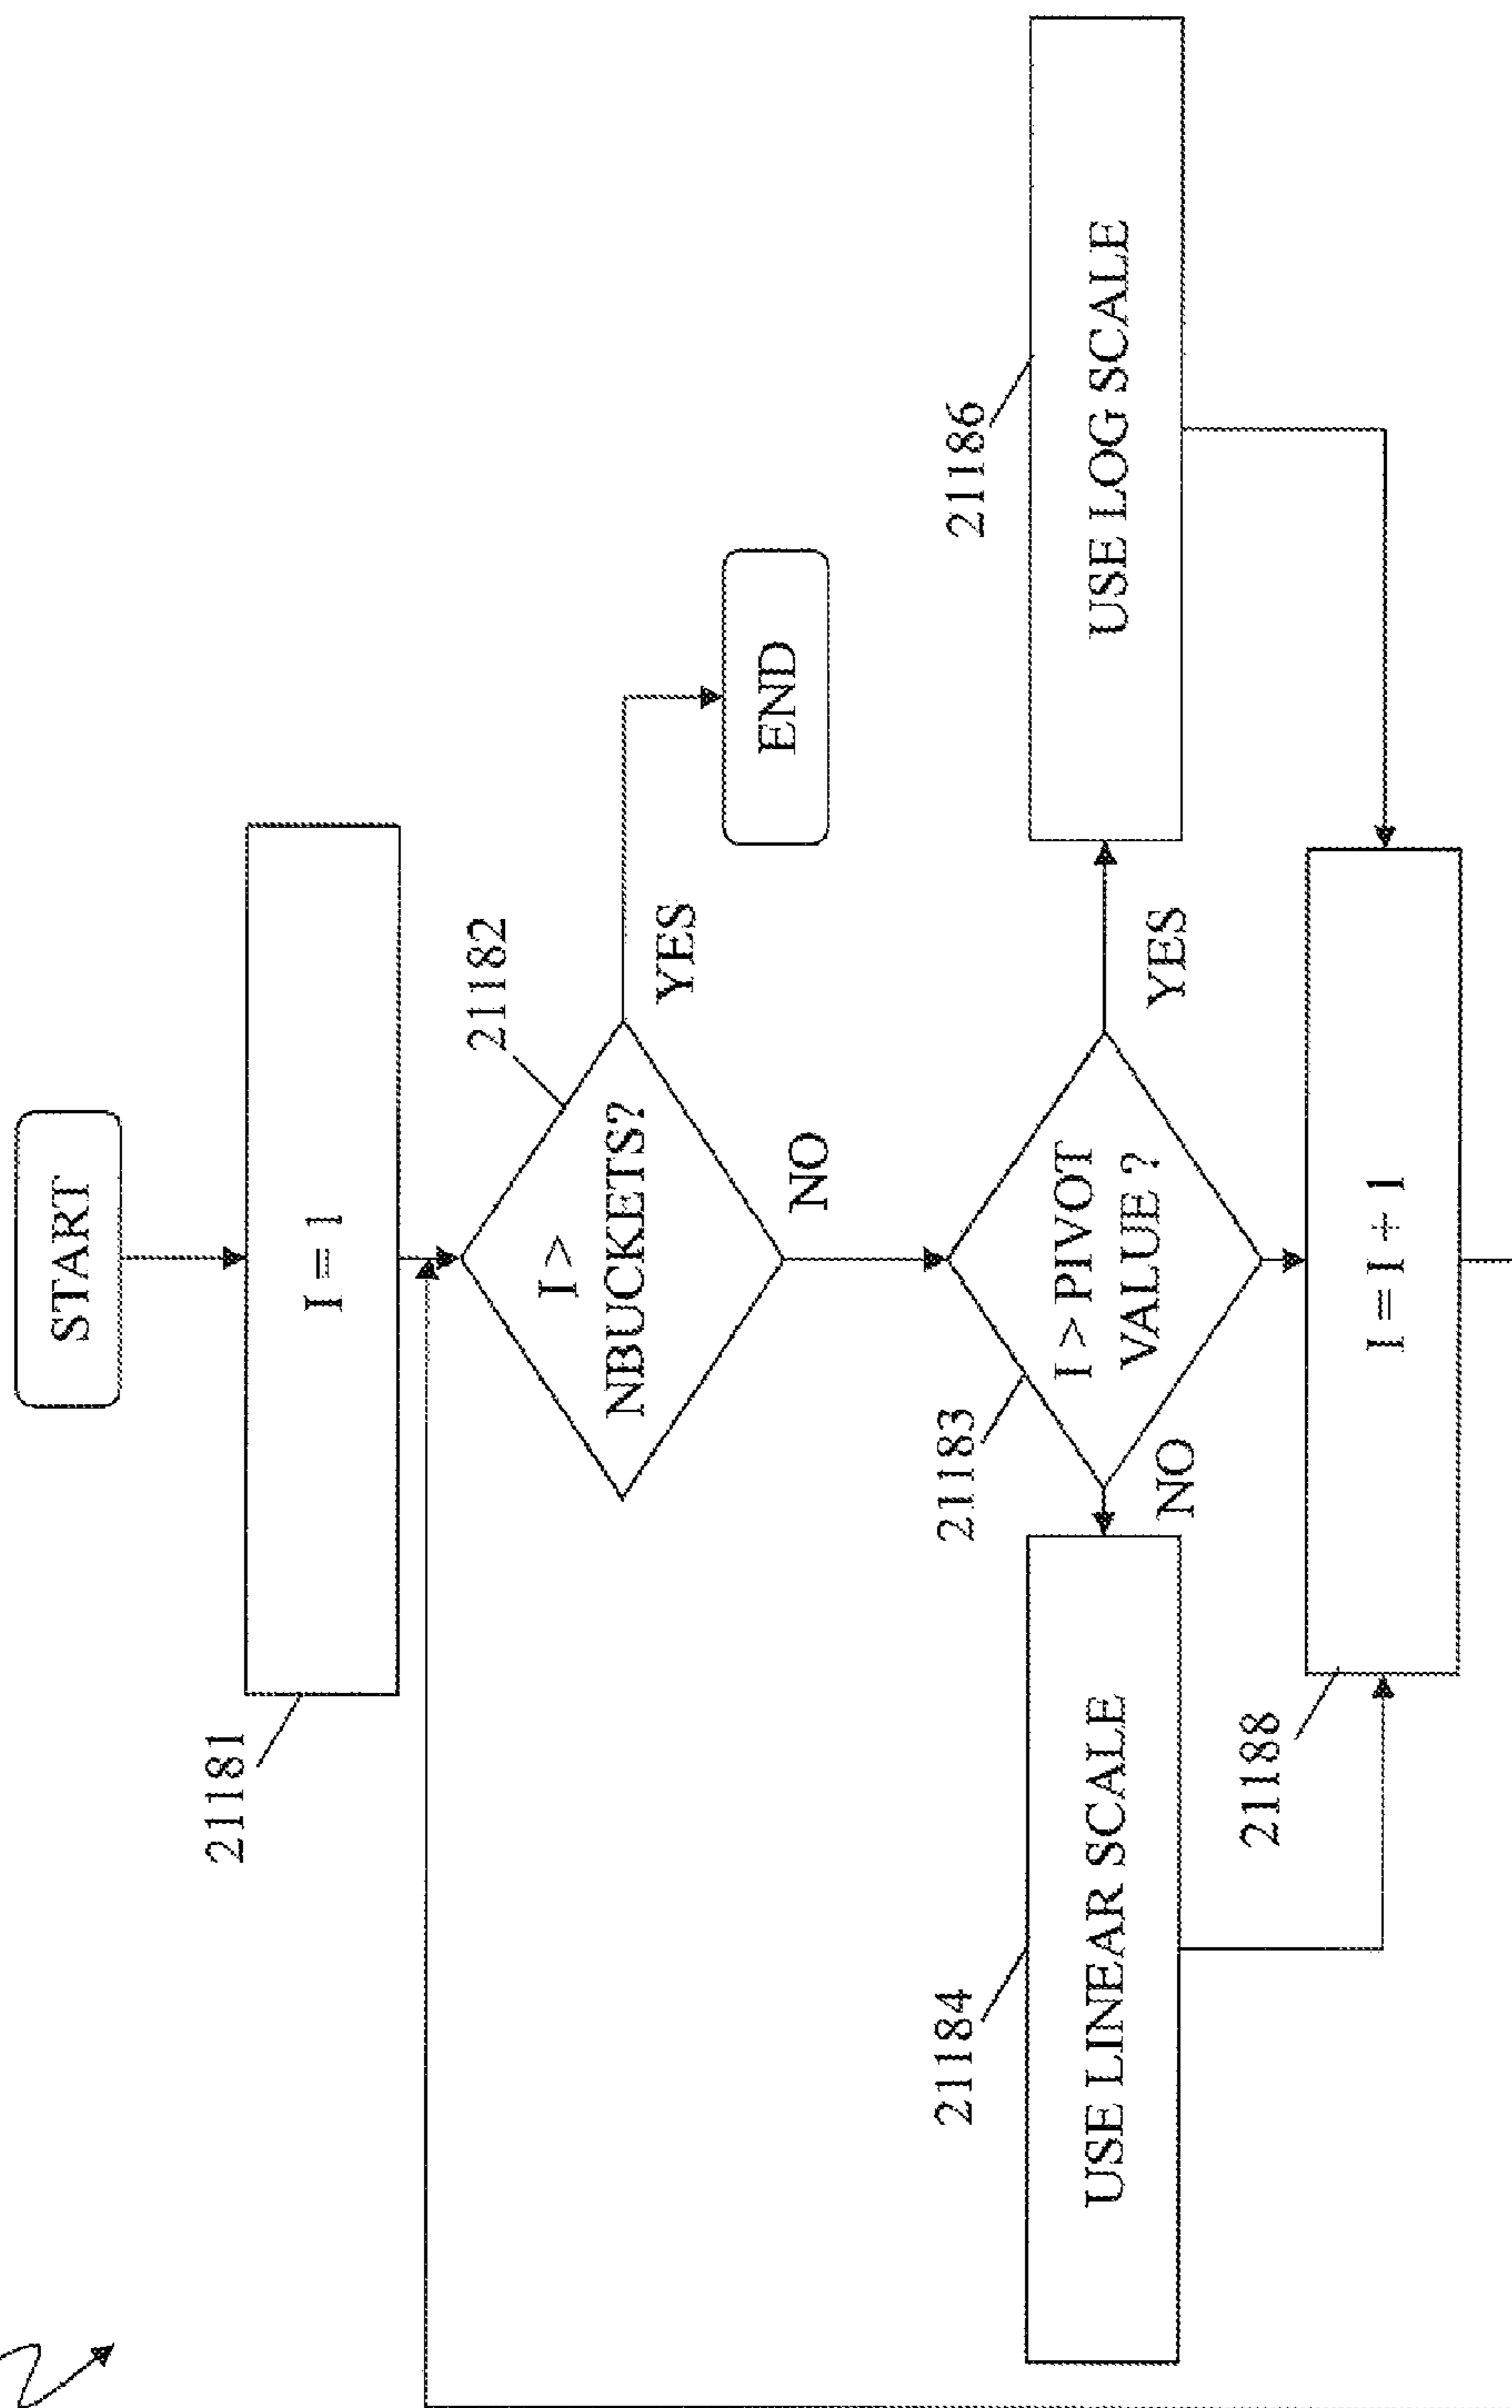 START
I = 1
21181
I >
NBUCKETS?
21182
YES
END
NO
I > PIVOT
VALUE ?
21183
NO
YES
USE LINEAR SCALE
21184
USE LOG SCALE
21186
I = I + 1
21188